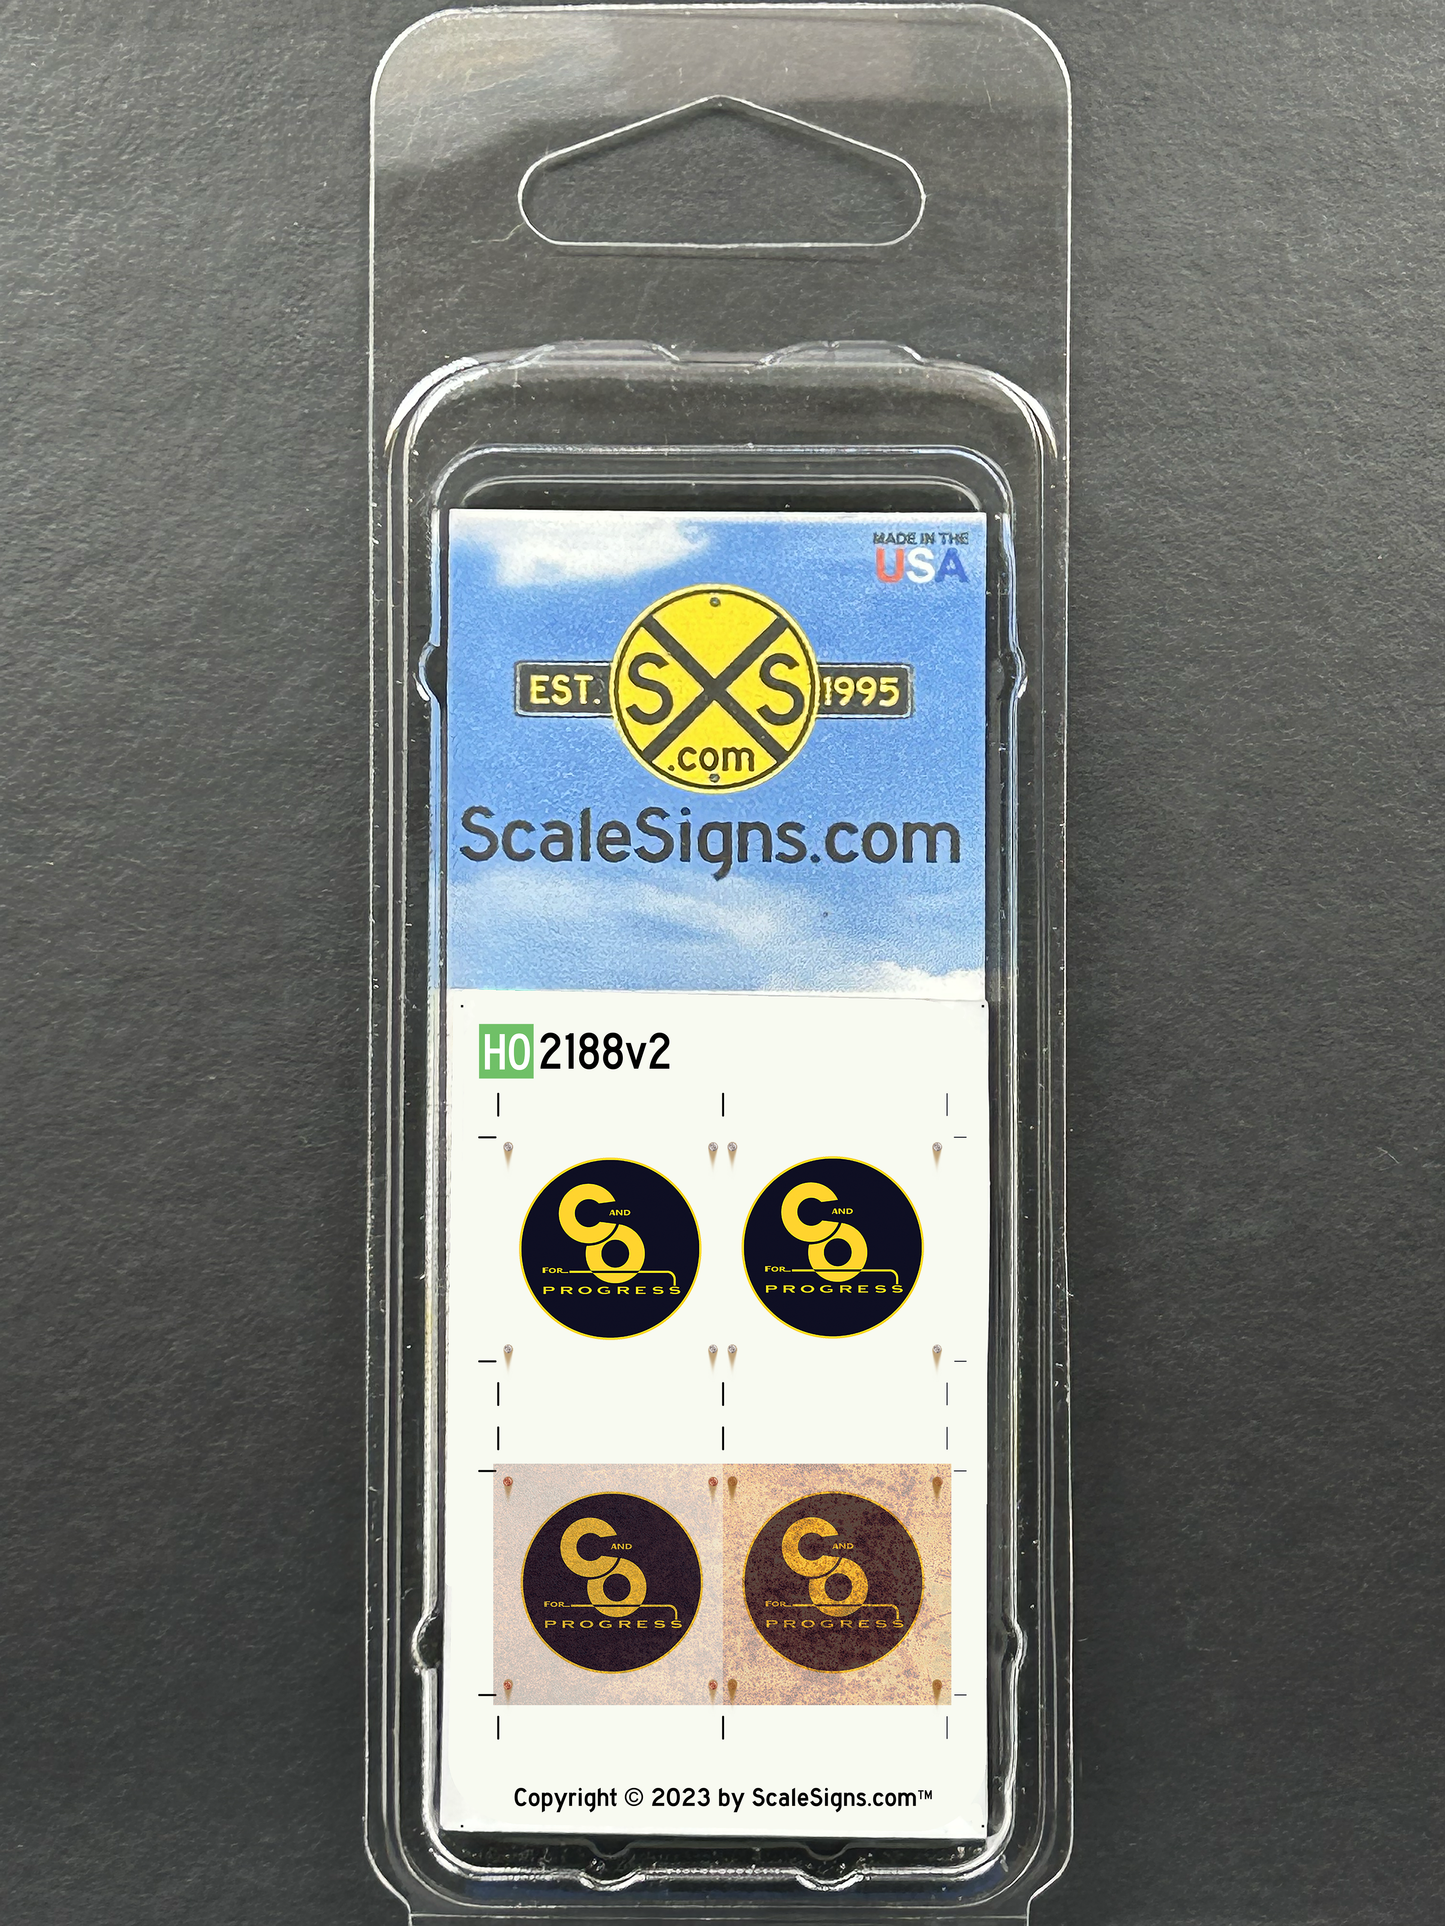 MADE IN THE
USA
EST. SXS 1995
.com
ScaleSigns.com
HO 2188v2
C AND O
FOR
PROGRESS
C AND O
FOR
PROGRESS
C AND O
FOR
PROGRESS
C AND O
FOR
PROGRESS
Copyright © 2023 by ScaleSigns.com™